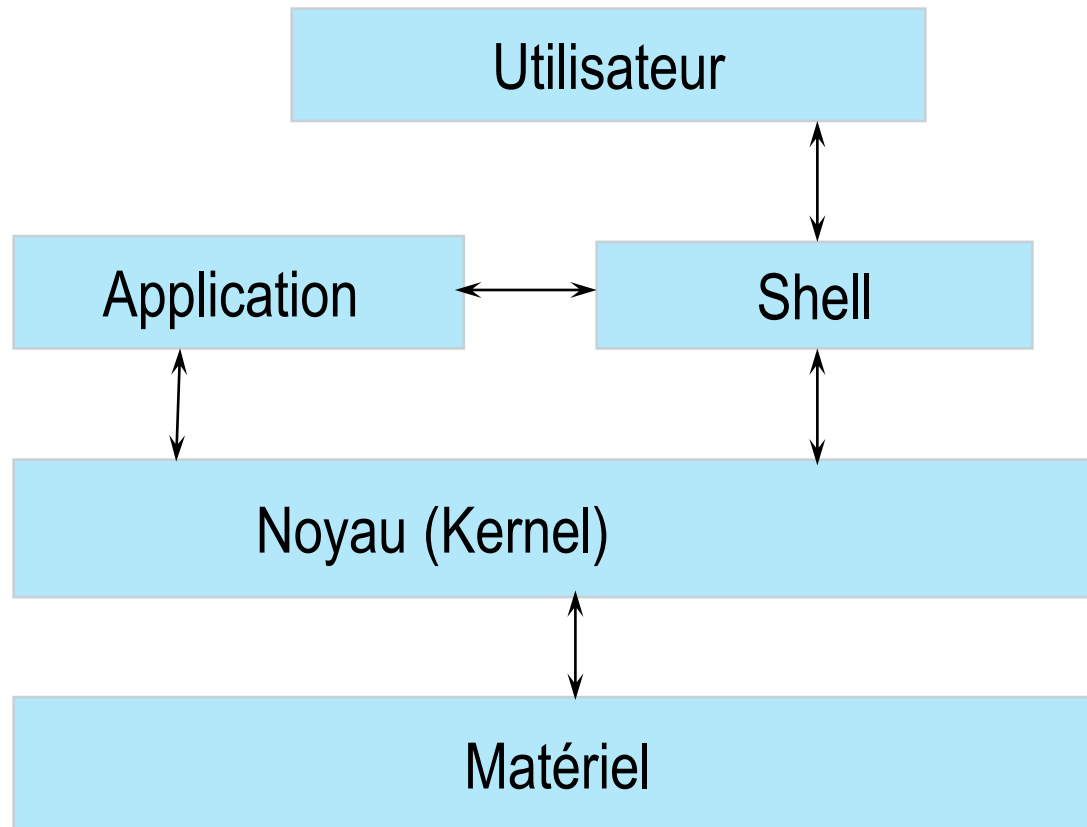 Utilisateur
Application
Shell
Noyau (Kernel)
Matériel